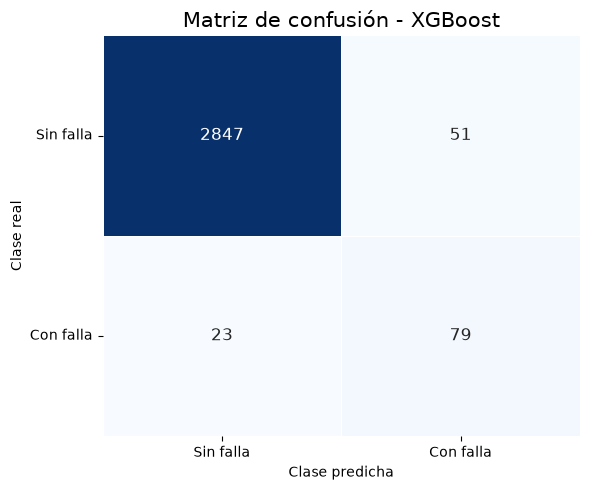 Matriz de confusión - XGBoost
Clase real
Sin falla
2847
51
Con falla
23
79
Sin falla
Con falla
Clase predicha